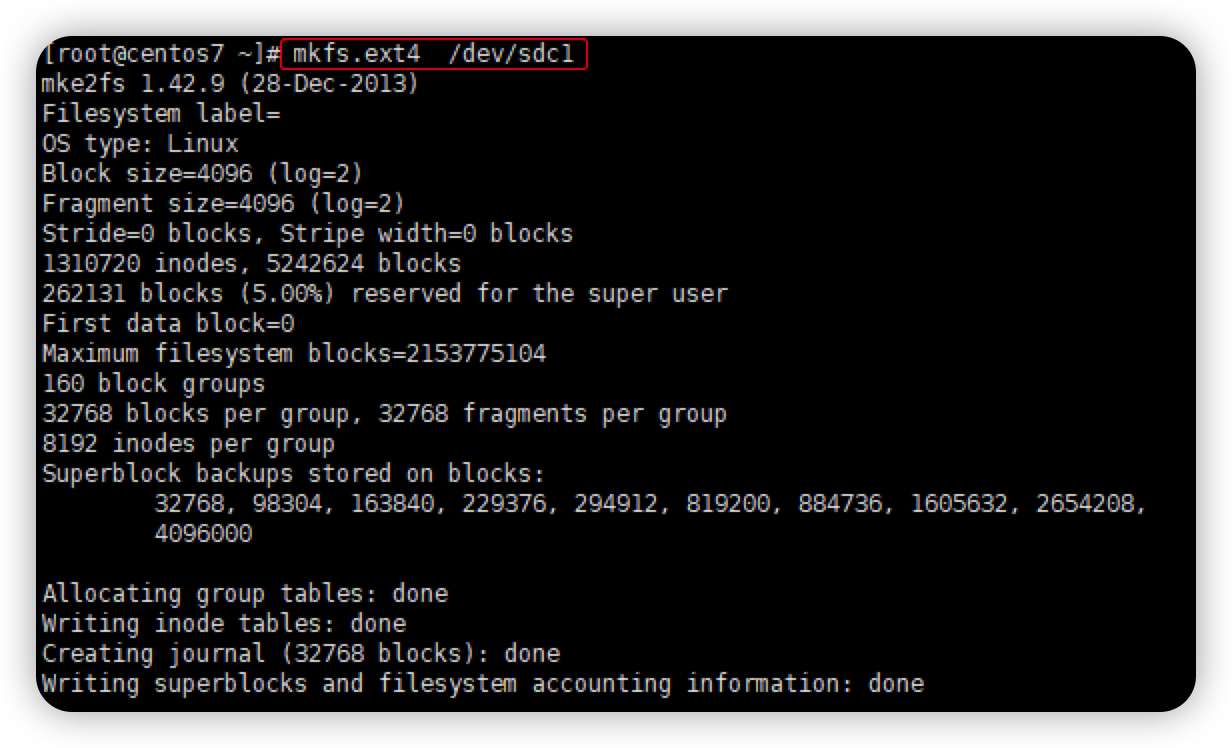 [root@centos7 ~]# mkfs.ext4  /dev/sdc1
mke2fs 1.42.9 (28-Dec-2013)
Filesystem label=
OS type: Linux
Block size=4096 (log=2)
Fragment size=4096 (log=2)
Stride=0 blocks, Stripe width=0 blocks
1310720 inodes, 5242624 blocks
262131 blocks (5.00%) reserved for the super user
First data block=0
Maximum filesystem blocks=2153775104
160 block groups
32768 blocks per group, 32768 fragments per group
8192 inodes per group
Superblock backups stored on blocks:
        32768, 98304, 163840, 229376, 294912, 819200, 884736, 1605632, 2654208,
        4096000
Allocating group tables: done
Writing inode tables: done
Creating journal (32768 blocks): done
Writing superblocks and filesystem accounting information: done